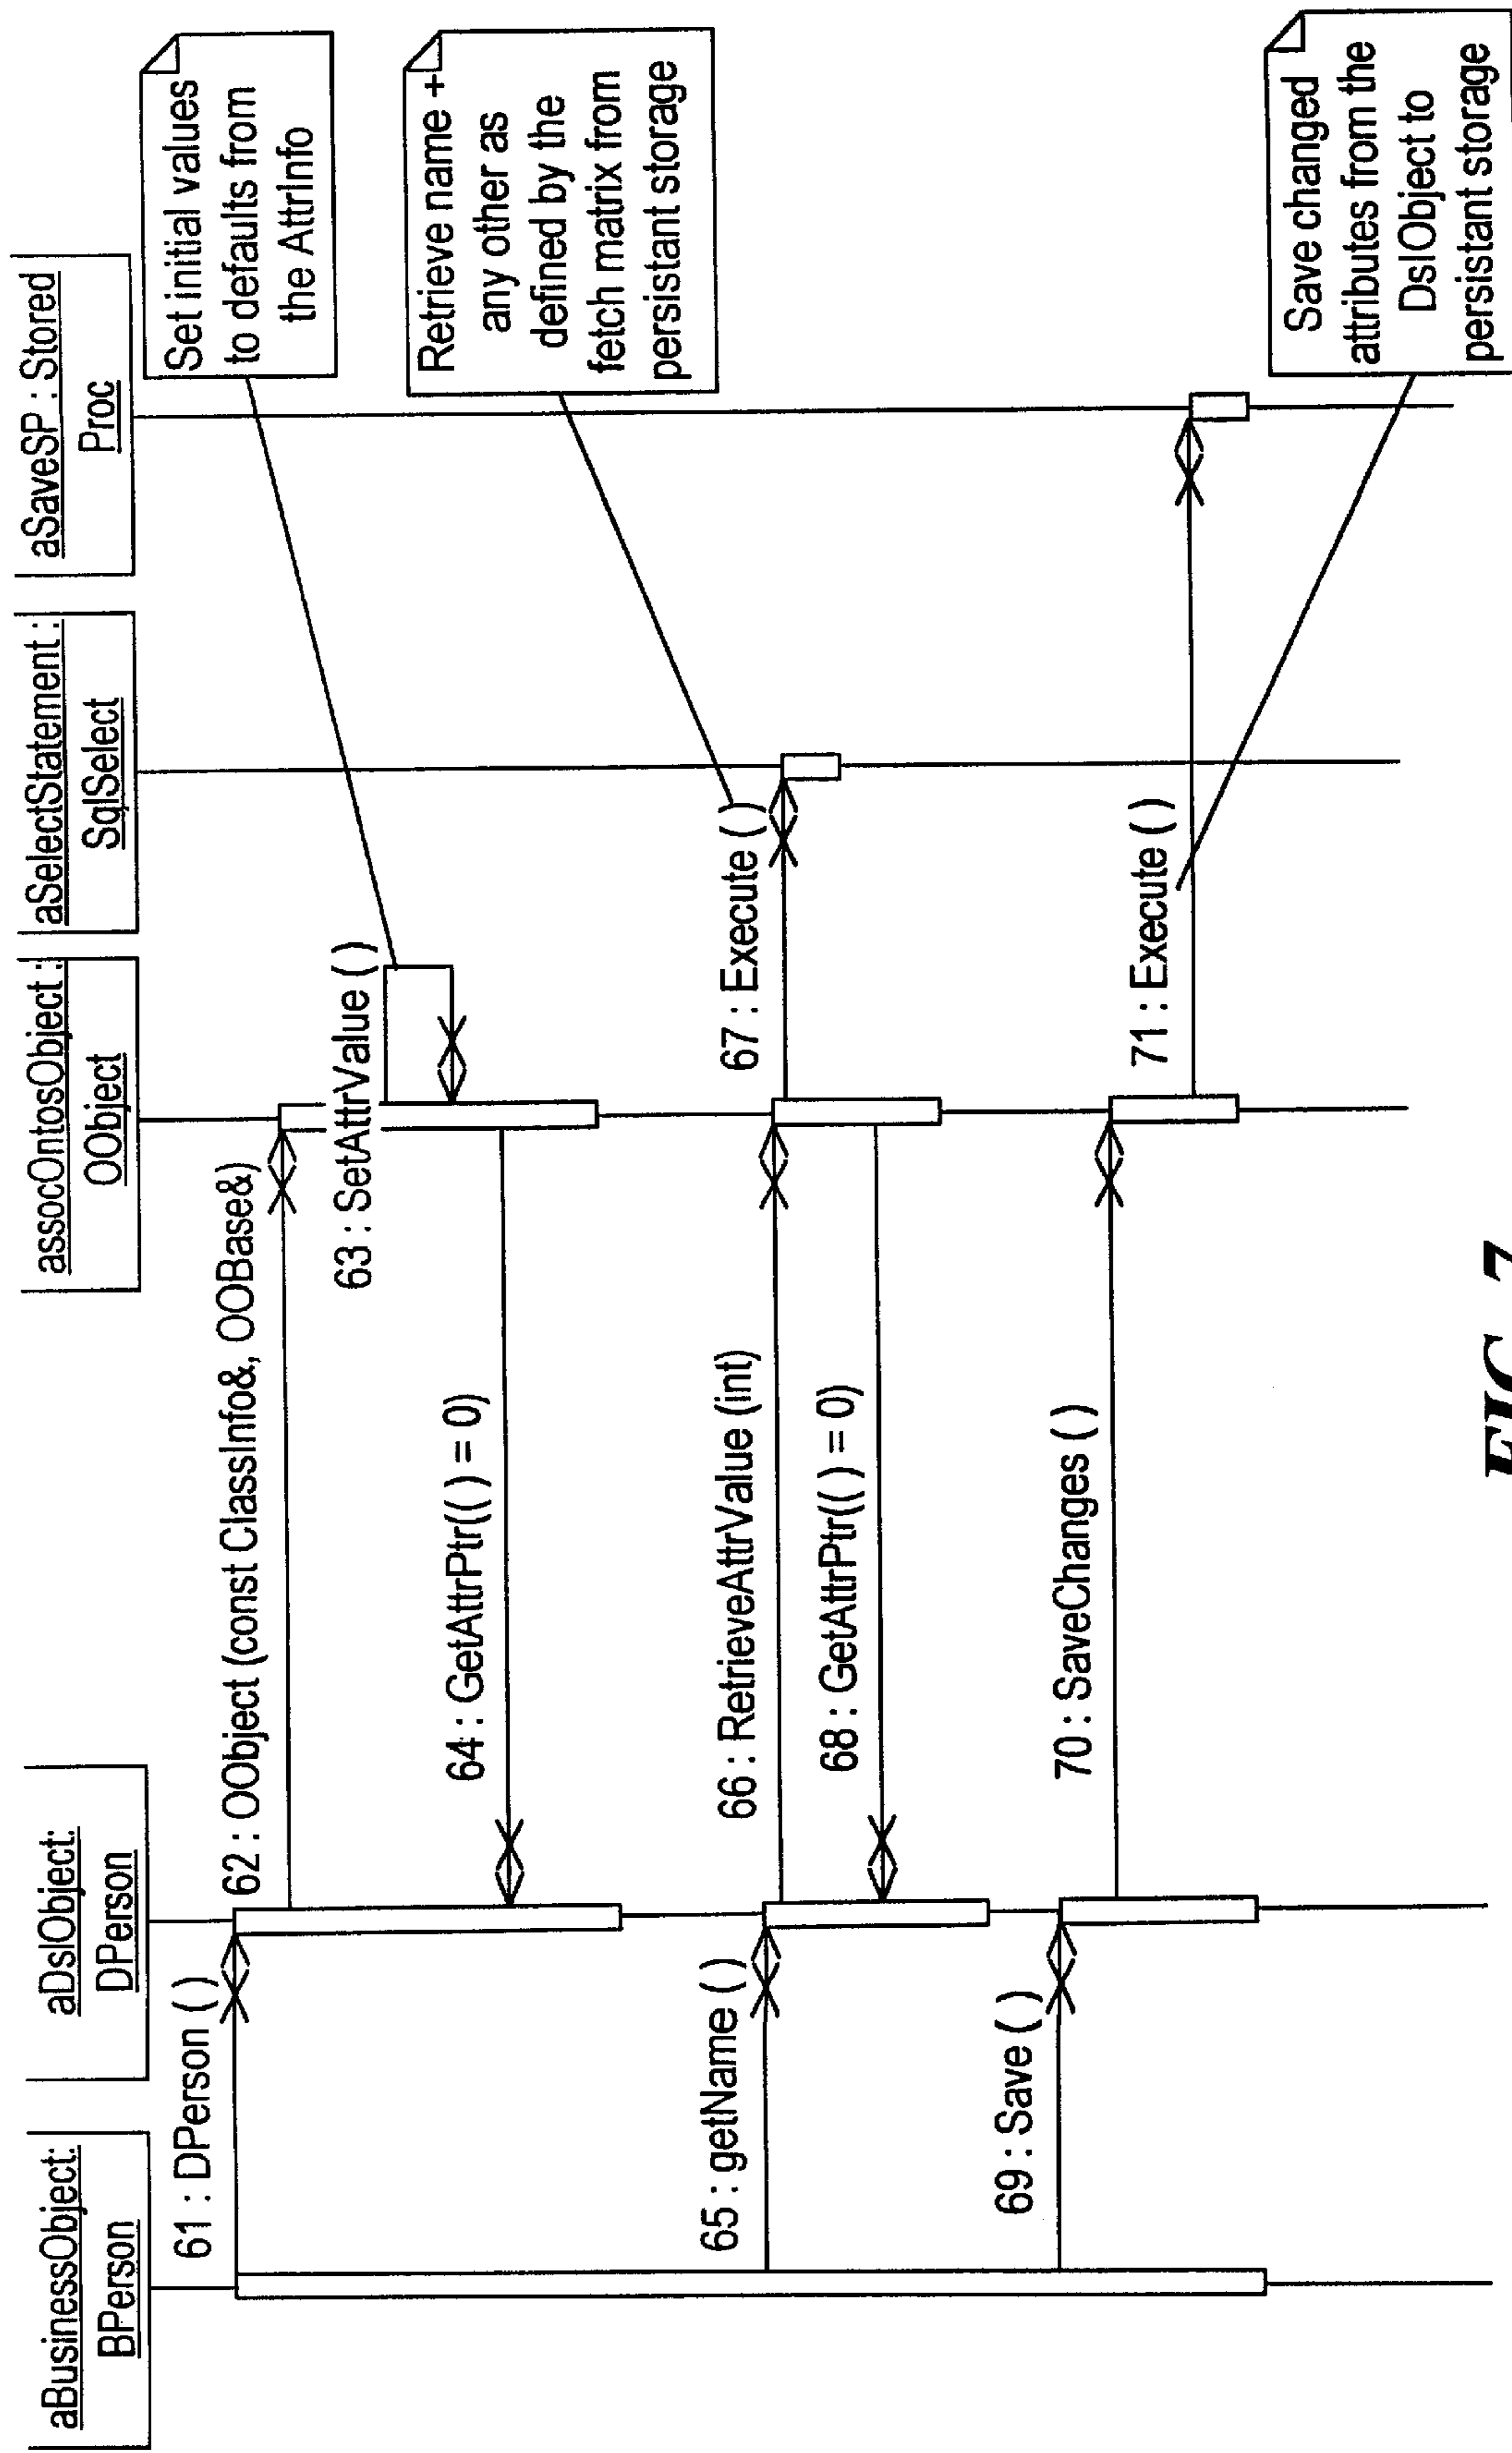 aBusinessObject:
BPerson
aDslObject:
DPerson
assocOntosObject :
OObject
aSelectStatement :
SqlSelect
aSaveSP : Stored
Proc
61 : DPerson ( )
62 : OObject (const ClassInfo&, OOBase&)
63 : SetAttrValue ( )
Set initial values
to defaults from
the AttrInfo
64 : GetAttrPtr(( ) = 0)
65 : getName ( )
66 : RetrieveAttrValue (int)
67 : Execute ( )
Retrieve name +
any other as
defined by the
fetch matrix from
persistant storage
68 : GetAttrPtr(( ) = 0)
69 : Save ( )
70 : SaveChanges ( )
71 : Execute ( )
Save changed
attributes from the
DslObject to
persistant storage
FIG. 7